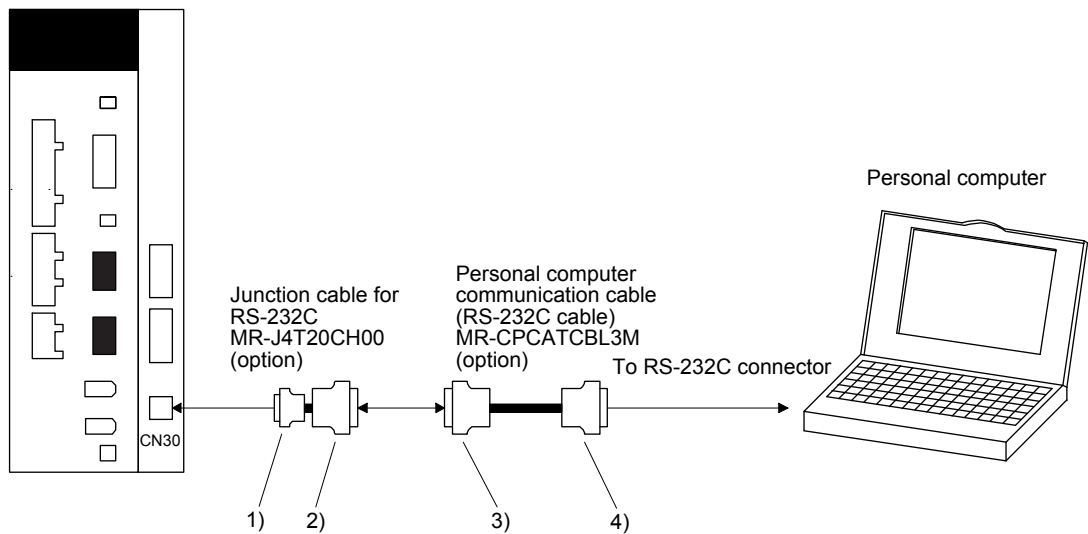 Personal computer
Junction cable for
RS-232C
MR-J4T20CH00
(option)
Personal computer
communication cable
(RS-232C cable)
MR-CPCATCBL3M
(option)
To RS-232C connector
CN30
1)
2)
3)
4)